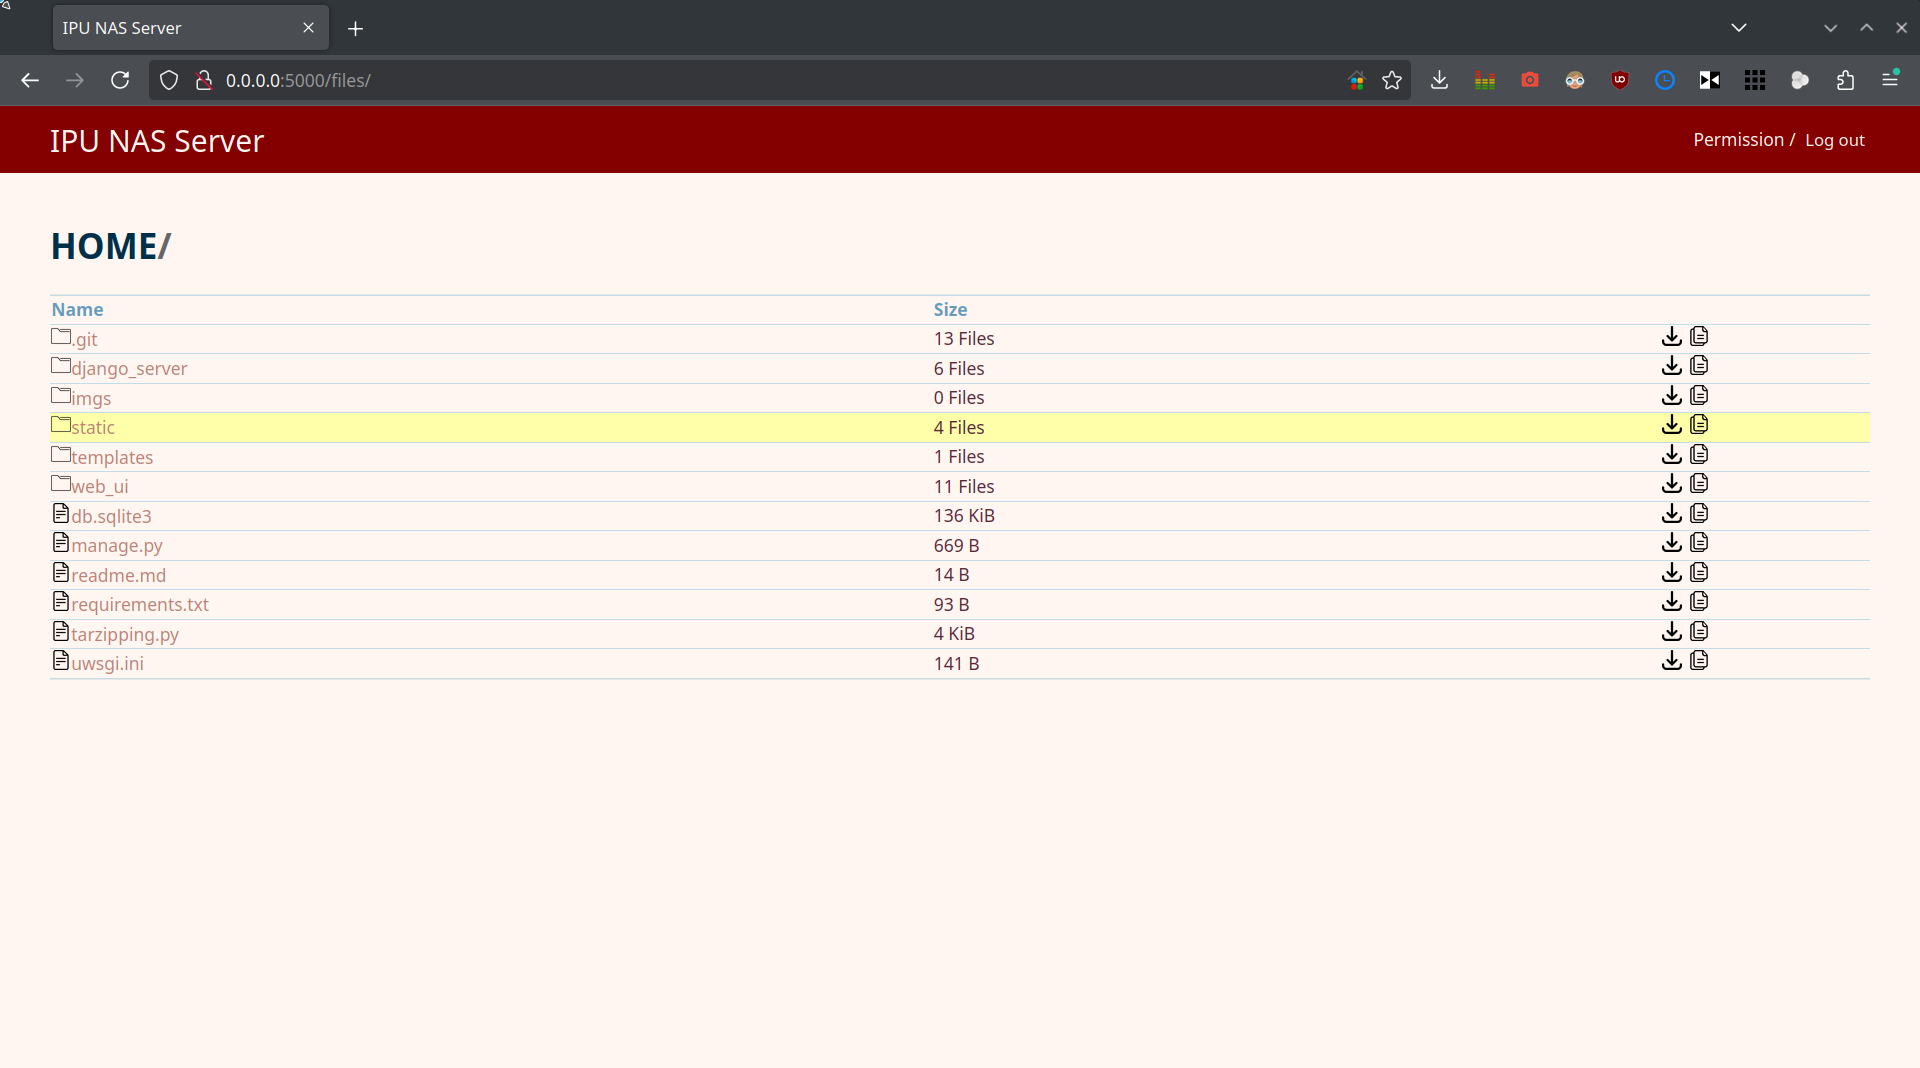 IPU NAS Server
0.0.0.0:5000/files/
IPU NAS Server
Permission / Log out
HOME/
Name Size
.git 13 Files
django_server 6 Files
imgs 0 Files
static 4 Files
templates 1 Files
web_ui 11 Files
db.sqlite3 136 KiB
manage.py 669 B
readme.md 14 B
requirements.txt 93 B
tarzipping.py 4 KiB
uwsgi.ini 141 B